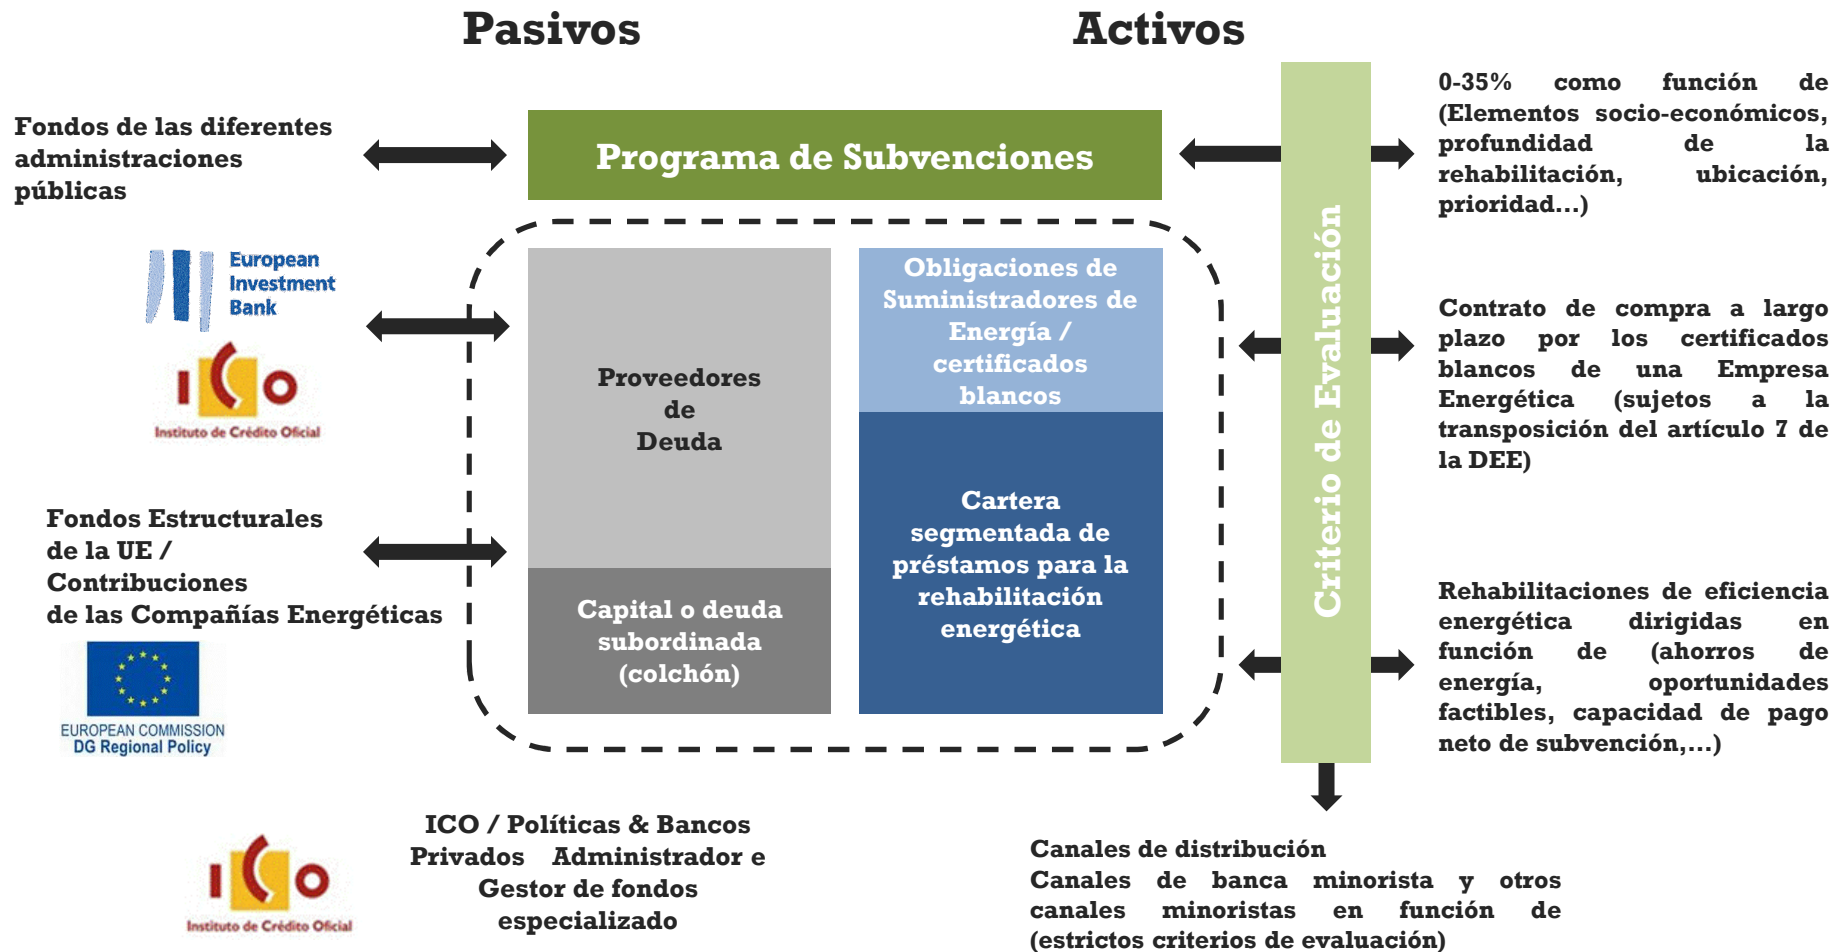 Pasivos
Activos
Fondos de las diferentes
administraciones
públicas
Programa de Subvenciones
0-35% como función de
(Elementos socio-económicos,
profundidad de la
rehabilitación, ubicación,
prioridad...)
European
Investment
Bank
ICO
Instituto de Crédito Oficial
Proveedores
de
Deuda
Obligaciones de
Suministradores de
Energía /
certificados
blancos
Criterio de Evaluación
Contrato de compra a largo
plazo por los certificados
blancos de una Empresa
Energética (sujetos a la
transposición del artículo 7 de
la DEE)
Fondos Estructurales
de la UE /
Contribuciones
de las Compañías Energéticas
EUROPEAN COMMISSION
DG Regional Policy
Capital o deuda
subordinada
(colchón)
Cartera
segmentada de
préstamos para la
rehabilitación
energética
Rehabilitaciones de eficiencia
energética dirigidas en
función de (ahorros de
energía, oportunidades
factibles, capacidad de pago
neto de subvención,...)
ICO
Instituto de Crédito Oficial
ICO / Políticas & Bancos
Privados Administrador e
Gestor de fondos
especializado
Canales de distribución
Canales de banca minorista y otros
canales minoristas en función de
(estrictos criterios de evaluación)